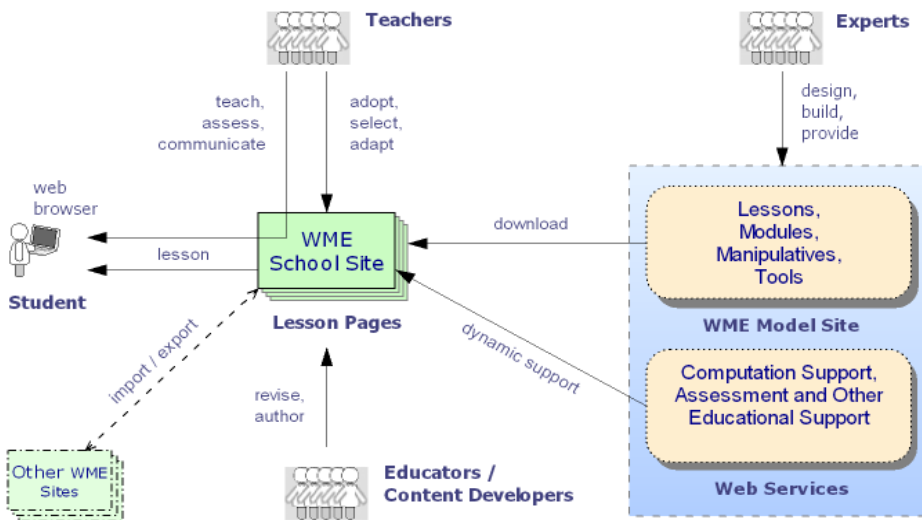 Teachers
Experts
teach,
assess,
communicate
adopt,
select,
adapt
design,
build,
provide
web
browser
lesson
Student
WME
School Site
Lesson Pages
download
dynamic support
Lessons,
Modules,
Manipulatives,
Tools
WME Model Site
Computation Support,
Assessment and Other
Educational Support
Web Services
import / export
revise,
author
Other WME
Sites
Educators /
Content Developers